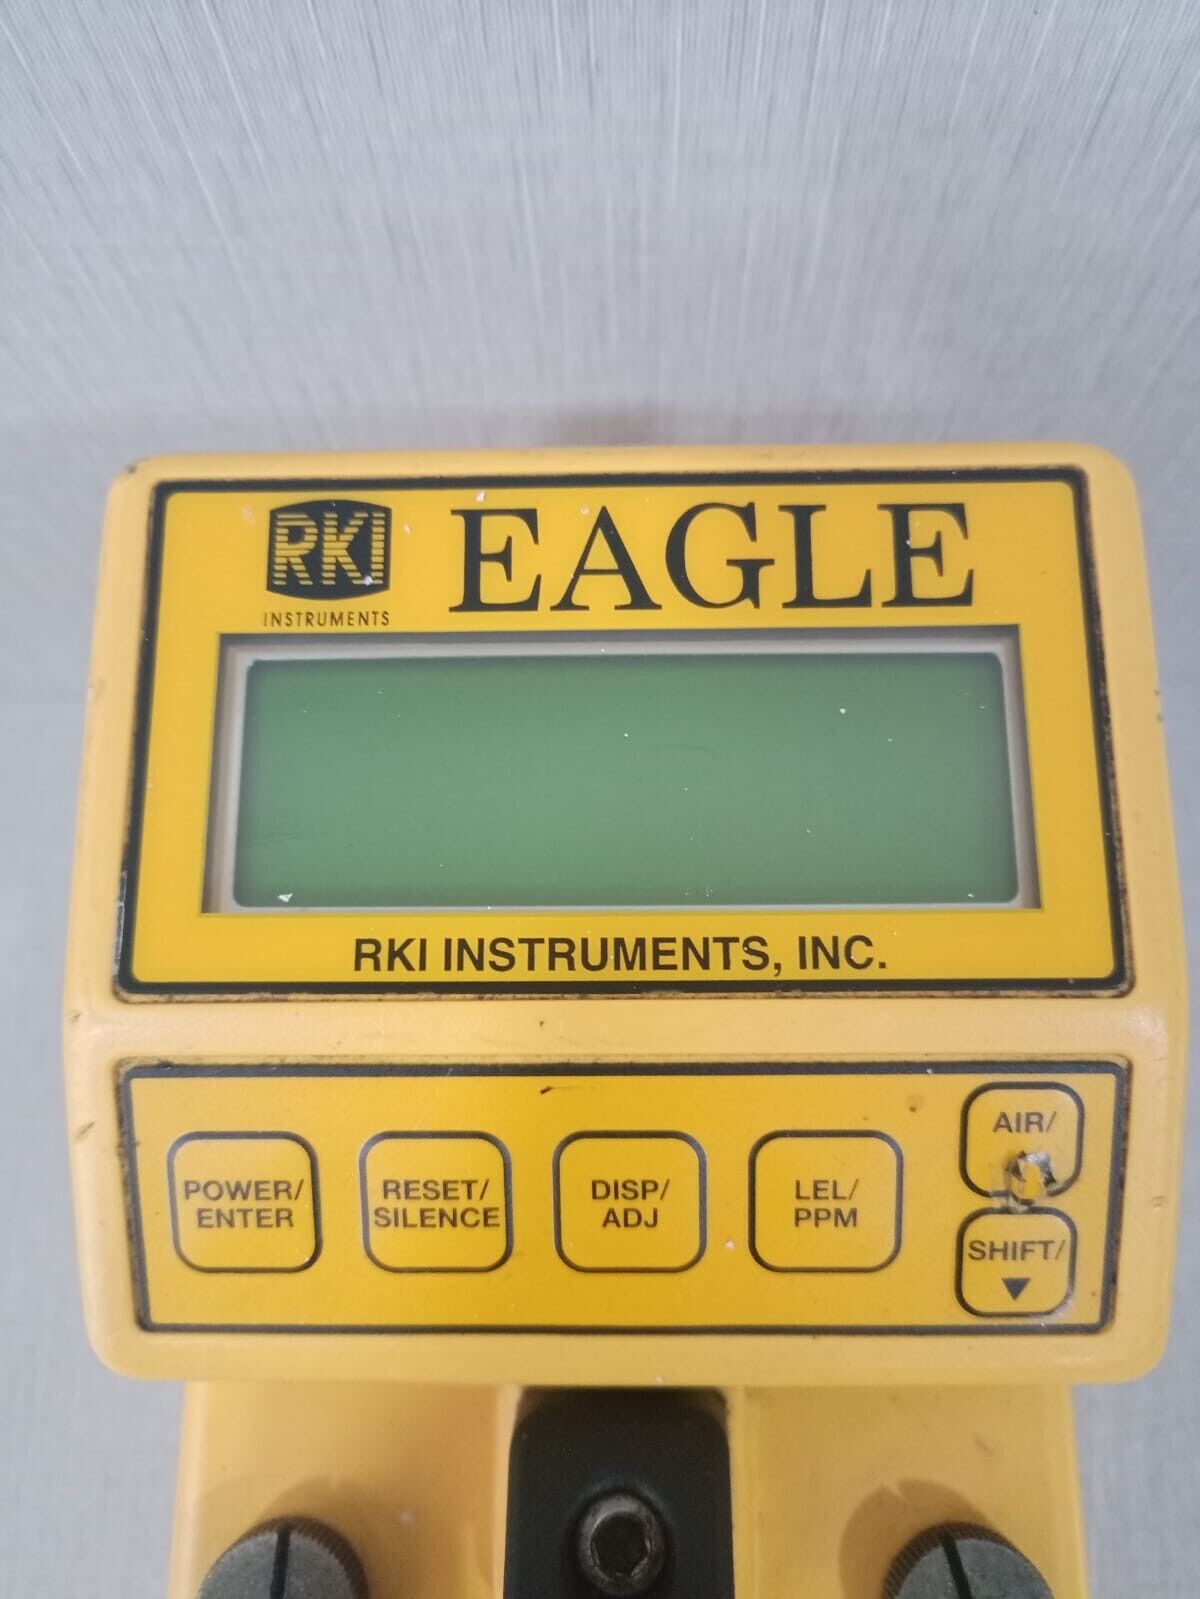 RKI
INSTRUMENTS
EAGLE
RKI INSTRUMENTS, INC.
POWER/
ENTER
RESET/
SILENCE
DISP/
ADJ
LEL/
PPM
AIR/
SHIFT/
▼